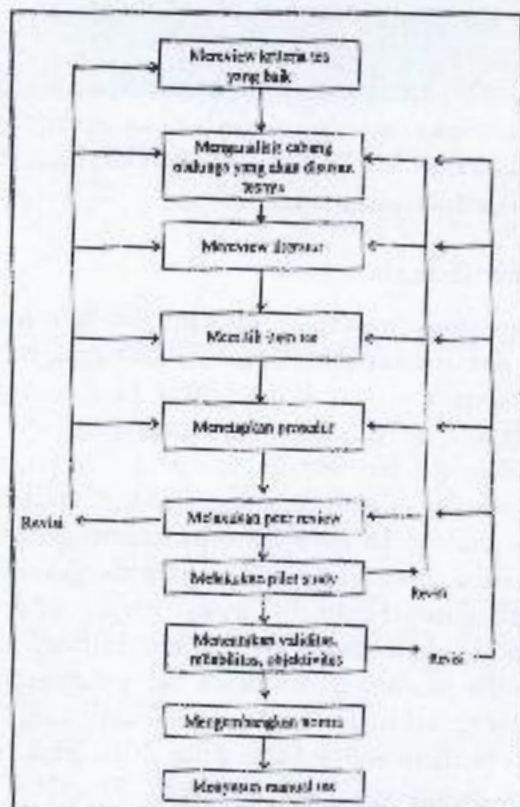 Mereview kriteria tes
yang baik
Menganalisis cabang
olahraga yang akan disusun
tesnya
Mereview literatur
Memilih item tes
Menetapkan prosedur
Melakukan peer review
Revisi
Melakukan pilot study
Revisi
Menentukan validitas,
reliabilitas, objektivitas
Revisi
Mengembangkan norma
Menyusun manual tes